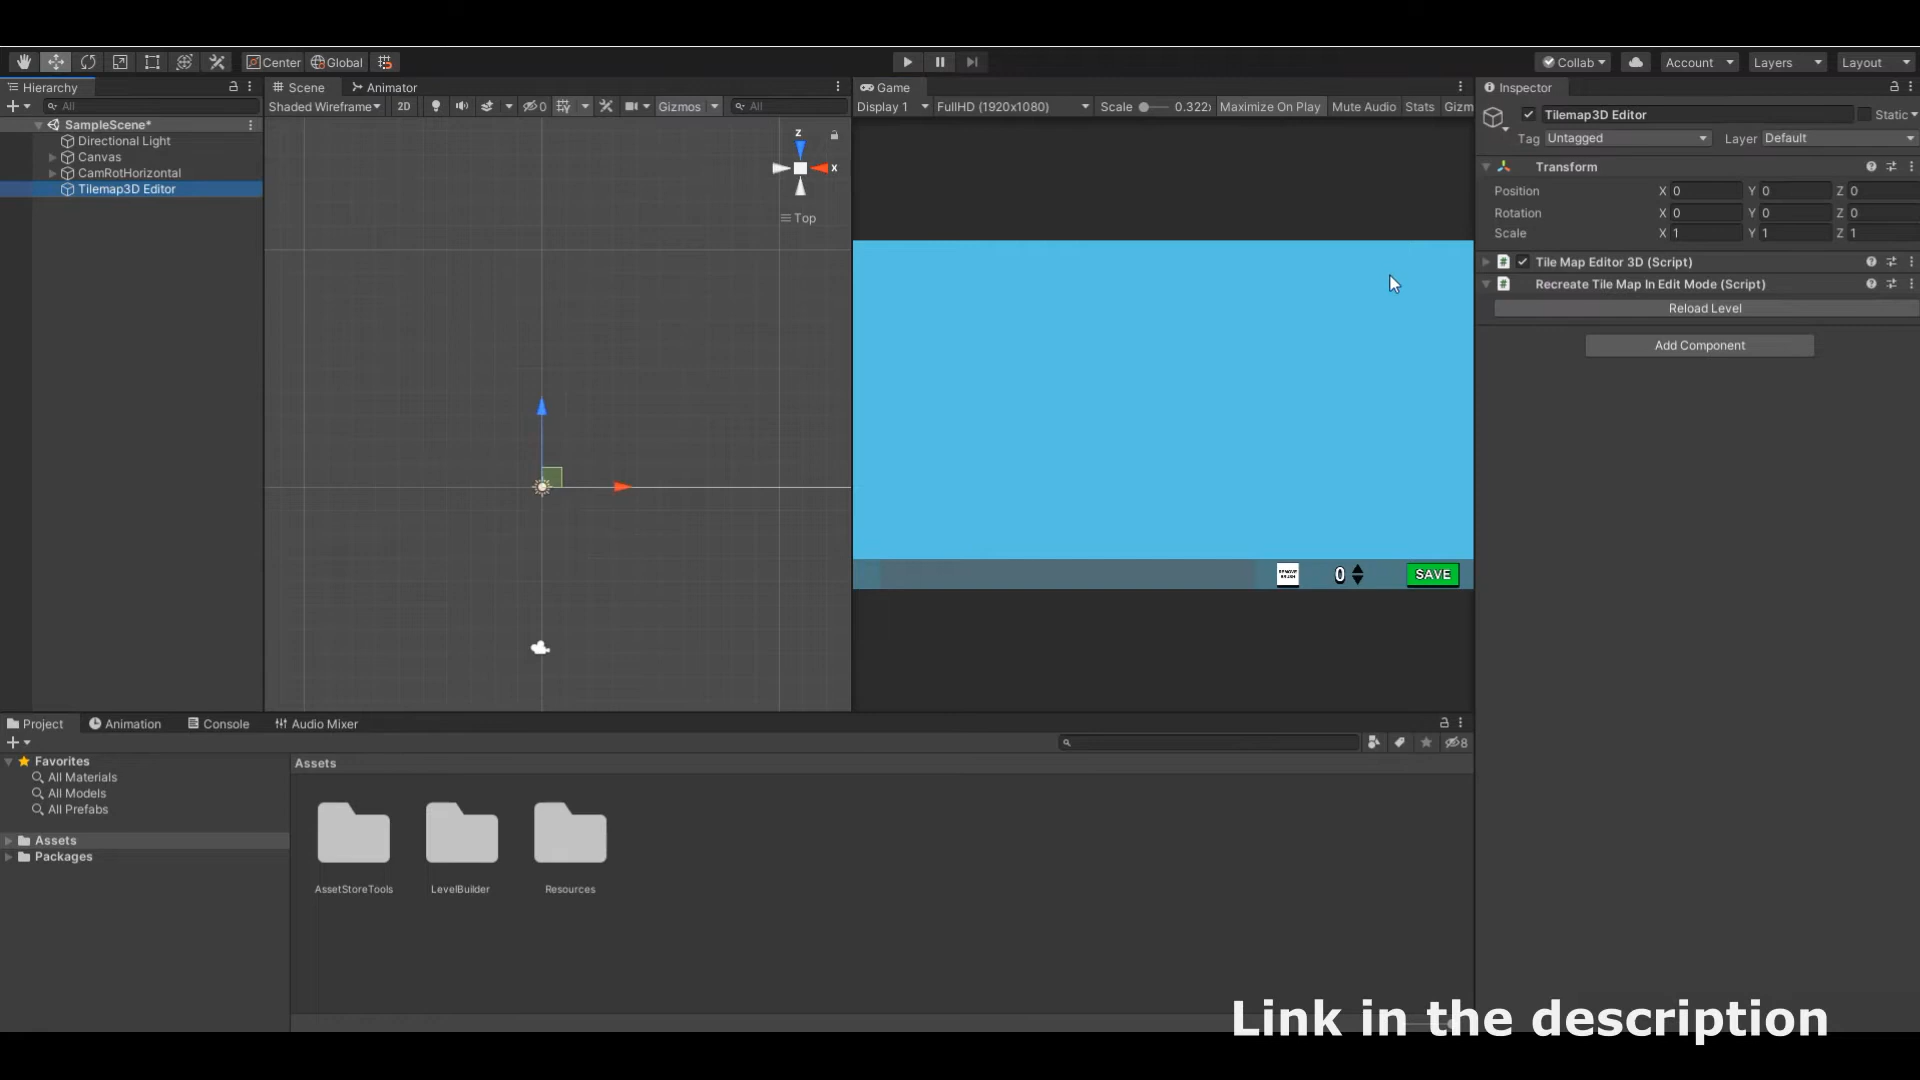 Center
Global
Collab
Account
Layers
Layout
Hierarchy
All
SampleScene*
Directional Light
Canvas
CamRotHorizontal
Tilemap3D Editor
Scene
Animator
Shaded Wireframe
2D
0
Gizmos
All
z
x
Top
Game
Display 1
FullHD (1920x1080)
Scale
0.322
Maximize On Play
Mute Audio
Stats
Gizm
0
SAVE
Inspector
Tilemap3D Editor
Static
Tag
Untagged
Layer
Default
Transform
Position
X 0
Y 0
Z 0
Rotation
X 0
Y 0
Z 0
Scale
X 1
Y 1
Z 1
Tile Map Editor 3D (Script)
Recreate Tile Map In Edit Mode (Script)
Reload Level
Add Component
Project
Animation
Console
Audio Mixer
8
Favorites
All Materials
All Models
All Prefabs
Assets
Packages
Assets
AssetStoreTools
LevelBuilder
Resources
Link in the description